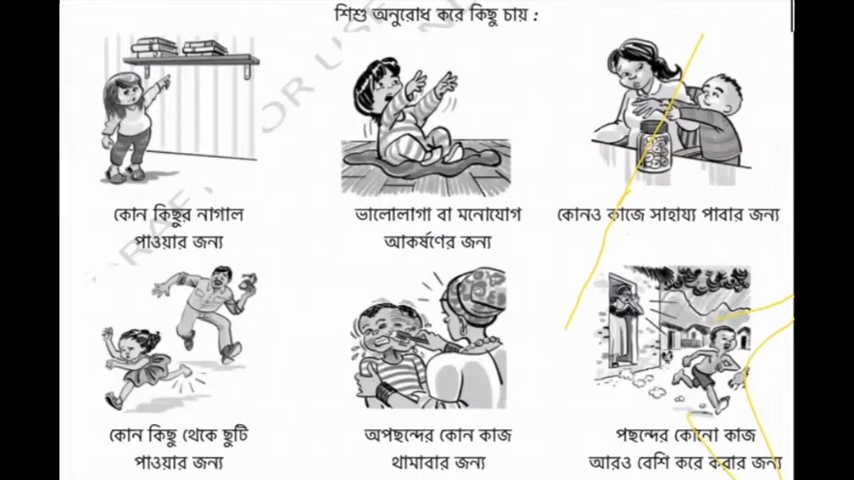 শিশু অনুরোধ করে কিছু চায় :
কোন কিছুর নাগাল
পাওয়ার জন্য
ভালোলাগা বা মনোযোগ
আকর্ষণের জন্য
কোনও কাজে সাহায্য পাবার জন্য
কোন কিছু থেকে ছুটি
পাওয়ার জন্য
অপছন্দের কোন কাজ
থামাবার জন্য
পছন্দের কোনো কাজ
আরও বেশি করে করার জন্য